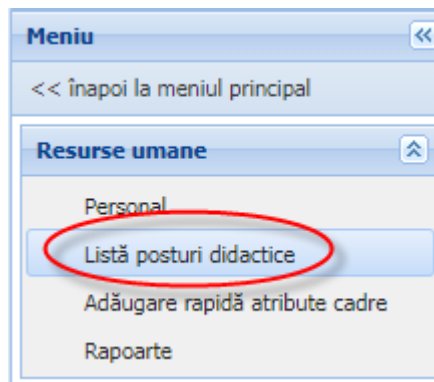 Meniu
<< înapoi la meniul principal
Resurse umane
Personal
Listă posturi didactice
Adăugare rapidă atribute cadre
Rapoarte